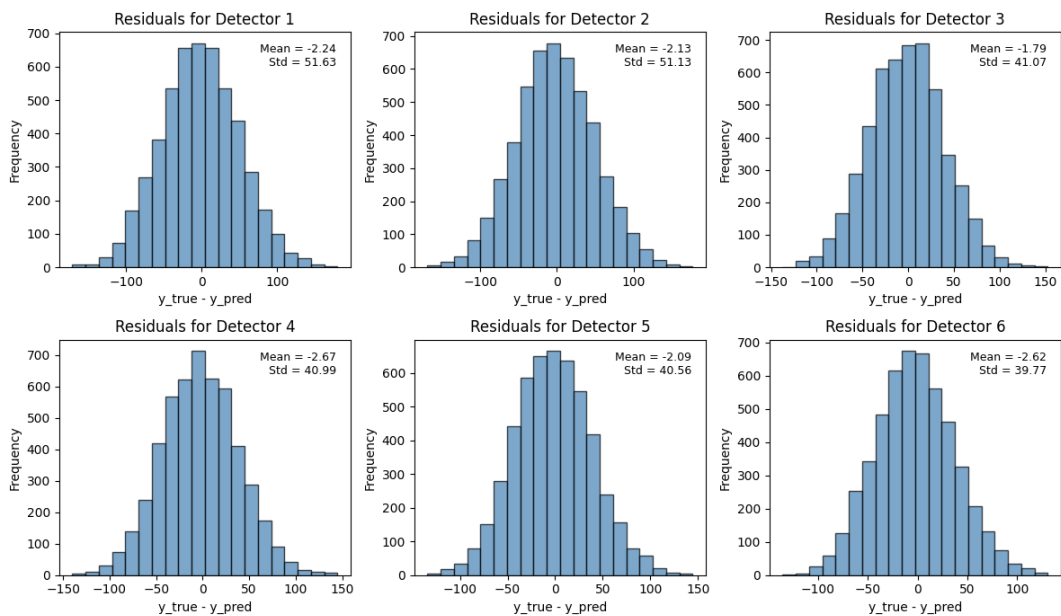 Residuals for Detector 1
Mean = -2.24
Std = 51.63
Frequency
700
600
500
400
300
200
100
0
-100 0 100
y_true - y_pred
Residuals for Detector 2
Mean = -2.13
Std = 51.13
Frequency
700
600
500
400
300
200
100
0
-100 0 100
y_true - y_pred
Residuals for Detector 3
Mean = -1.79
Std = 41.07
Frequency
700
600
500
400
300
200
100
0
−150 −100 −50 0 50 100 150
y_true - y_pred
Residuals for Detector 4
Mean = -2.67
Std = 40.99
Frequency
700
600
500
400
300
200
100
0
−150 −100 −50 0 50 100 150
y_true - y_pred
Residuals for Detector 5
Mean = -2.09
Std = 40.56
Frequency
600
500
400
300
200
100
0
−100 −50 0 50 100 150
y_true - y_pred
Residuals for Detector 6
Mean = -2.62
Std = 39.77
Frequency
700
600
500
400
300
200
100
0
−100 −50 0 50 100
y_true - y_pred